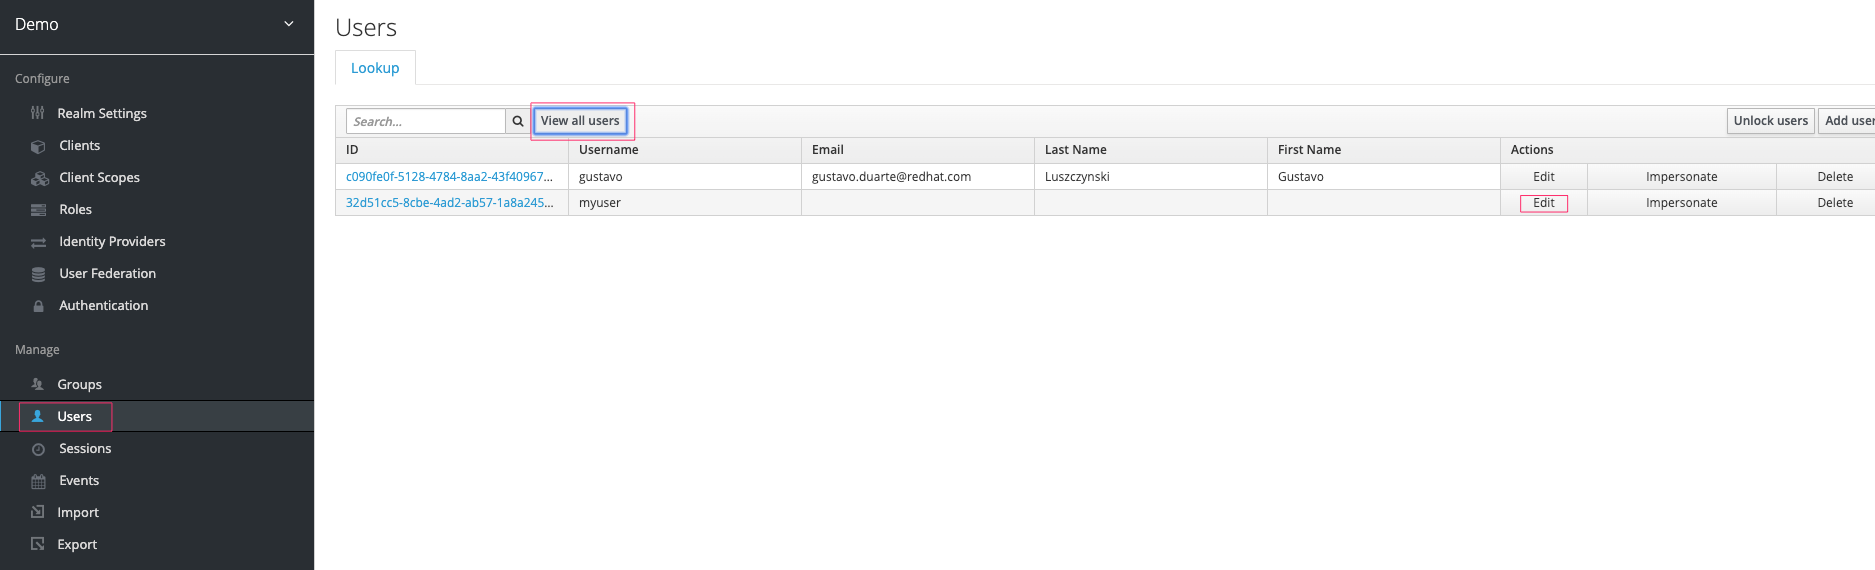 Demo
Configure
Realm Settings
Clients
Client Scopes
Roles
Identity Providers
User Federation
Authentication
Manage
Groups
Users
Sessions
Events
Import
Export
Users
Lookup
Search... View all users Unlock users Add user
ID Username Email Last Name First Name Actions
c090fe0f-5128-4784-8aa2-43f40967... gustavo gustavo.duarte@redhat.com Luszczynski Gustavo Edit Impersonate Delete
32d51cc5-8cbe-4ad2-ab57-1a8a245... myuser Edit Impersonate Delete